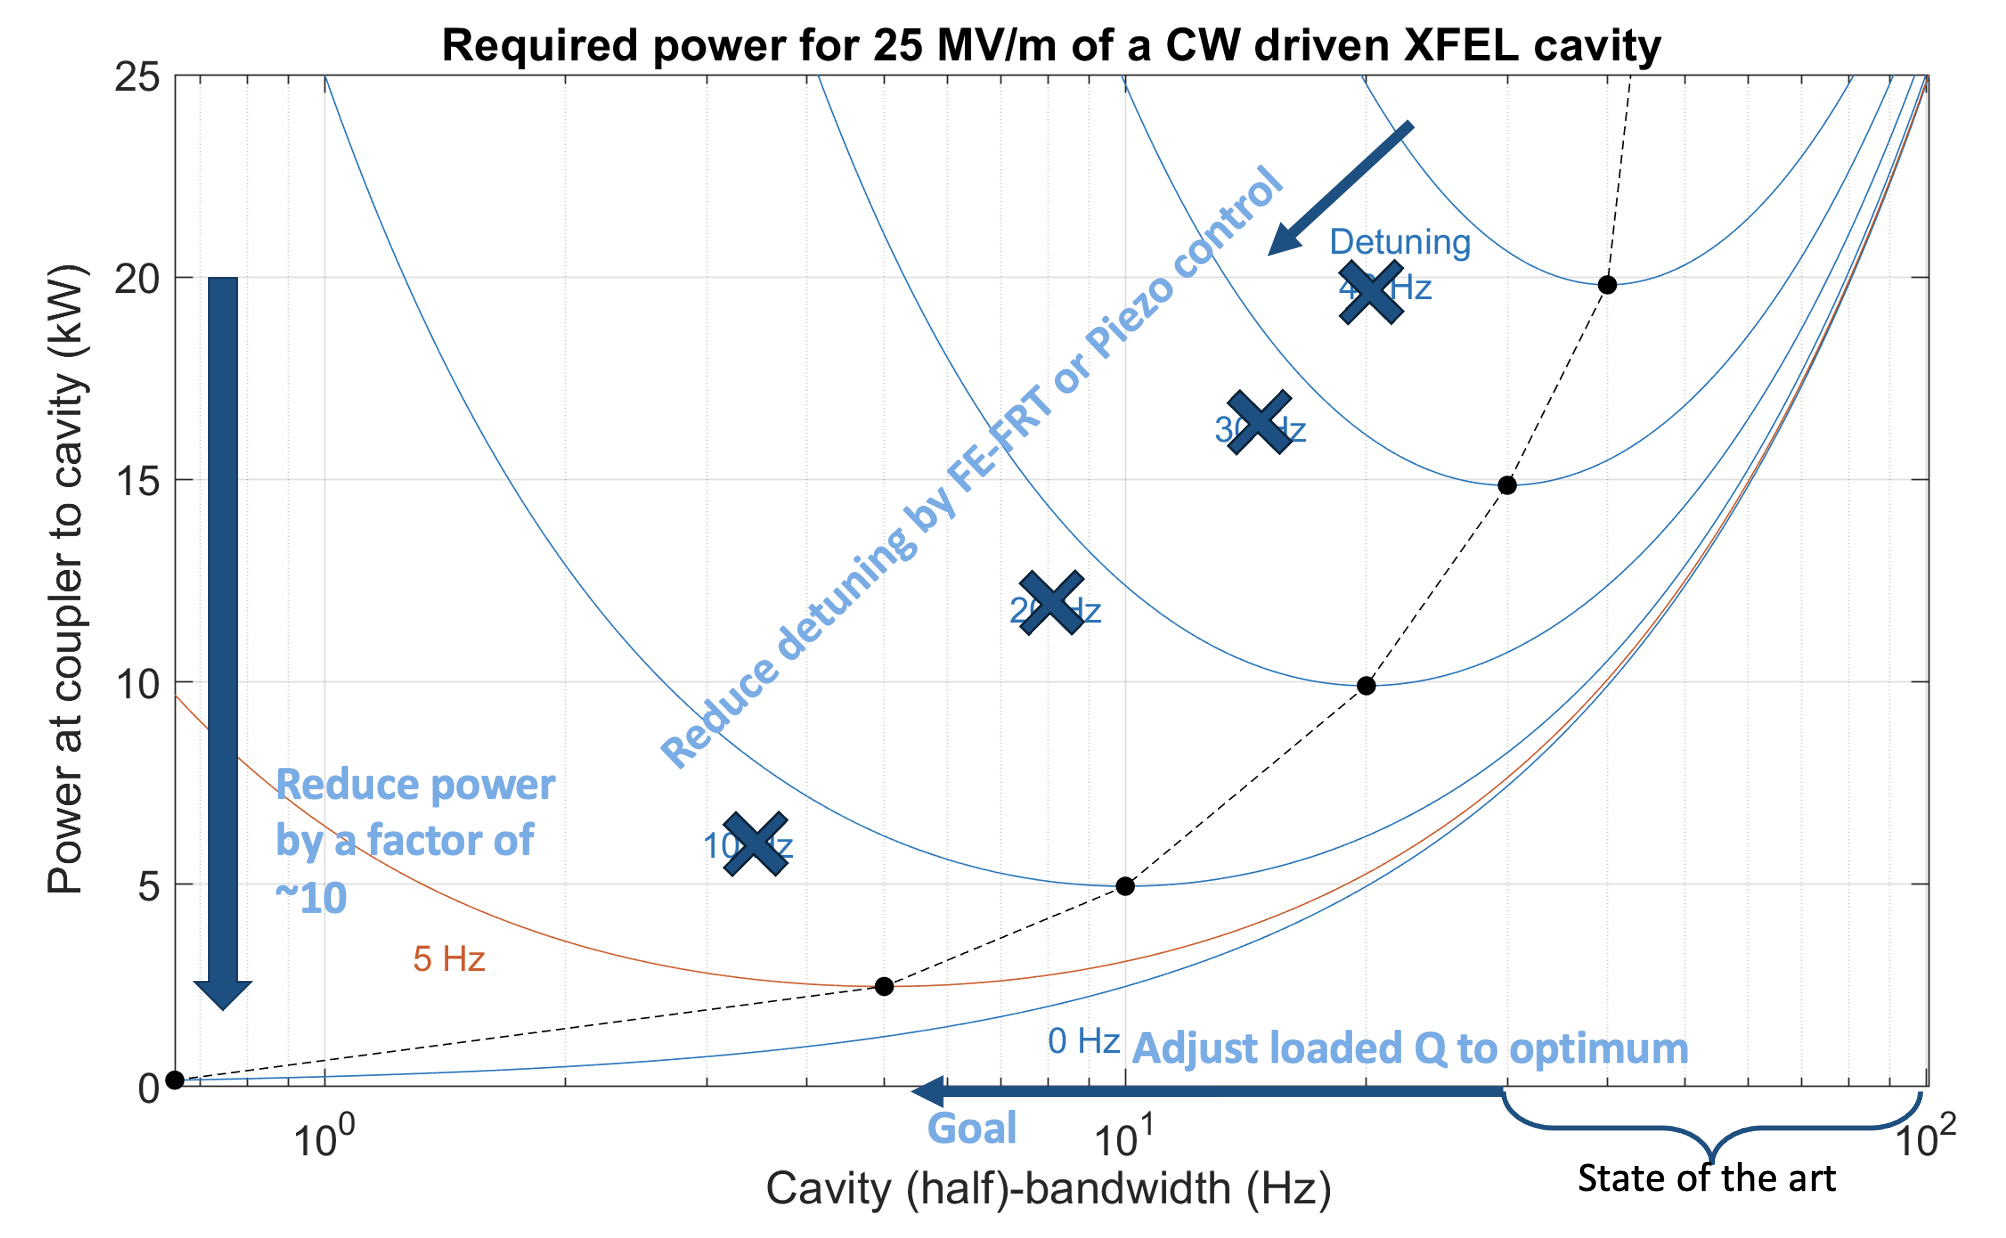 Required power for 25 MV/m of a CW driven XFEL cavity
25
20
15
10
5
0
Power at coupler to cavity (kW)
Reduce detuning by FE-FRT or Piezo control
Detuning
Hz
30 Hz
20 Hz
10 Hz
Reduce power
by a factor of
~10
5 Hz
0 Hz
Adjust loaded Q to optimum
Goal
10⁰
10¹
10²
Cavity (half)-bandwidth (Hz)
State of the art